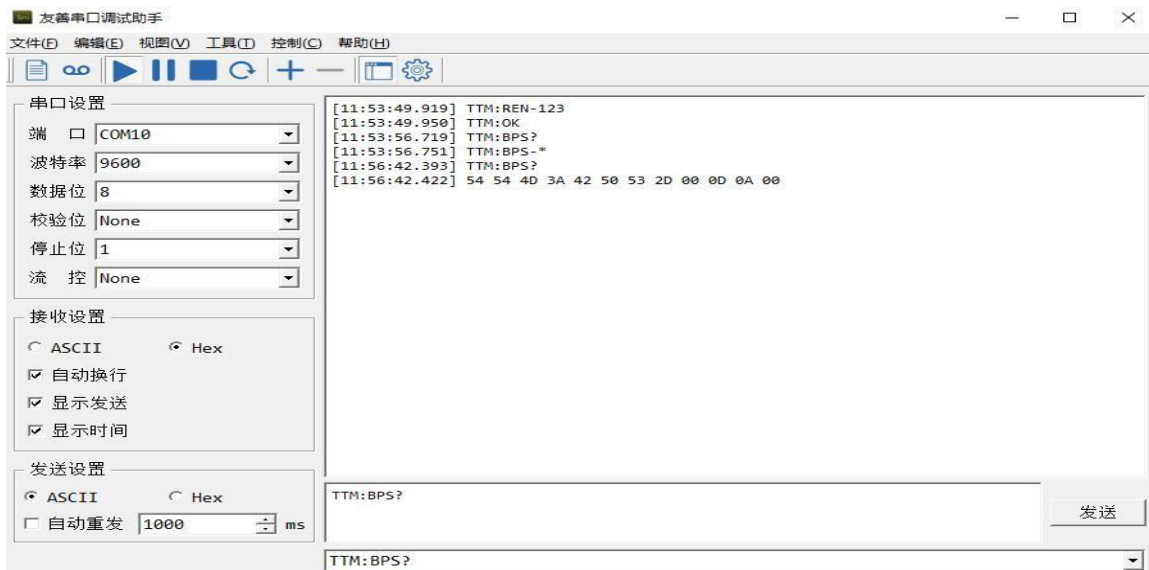 友善串口调试助手
文件(F) 编辑(E) 视图(V) 工具(T) 控制(C) 帮助(H)
串口设置
端 口 COM10
波特率 9600
数据位 8
校验位 None
停止位 1
流 控 None
接收设置
ASCII Hex
自动换行
显示发送
显示时间
发送设置
ASCII Hex
自动重发 1000 ms
[11:53:49.919] TTM:REN-123
[11:53:49.950] TTM:OK
[11:53:56.719] TTM:BPS?
[11:53:56.751] TTM:BPS-*
[11:56:42.393] TTM:BPS?
[11:56:42.422] 54 54 4D 3A 42 50 53 2D 00 0D 0A 00
TTM:BPS?
发送
TTM:BPS?